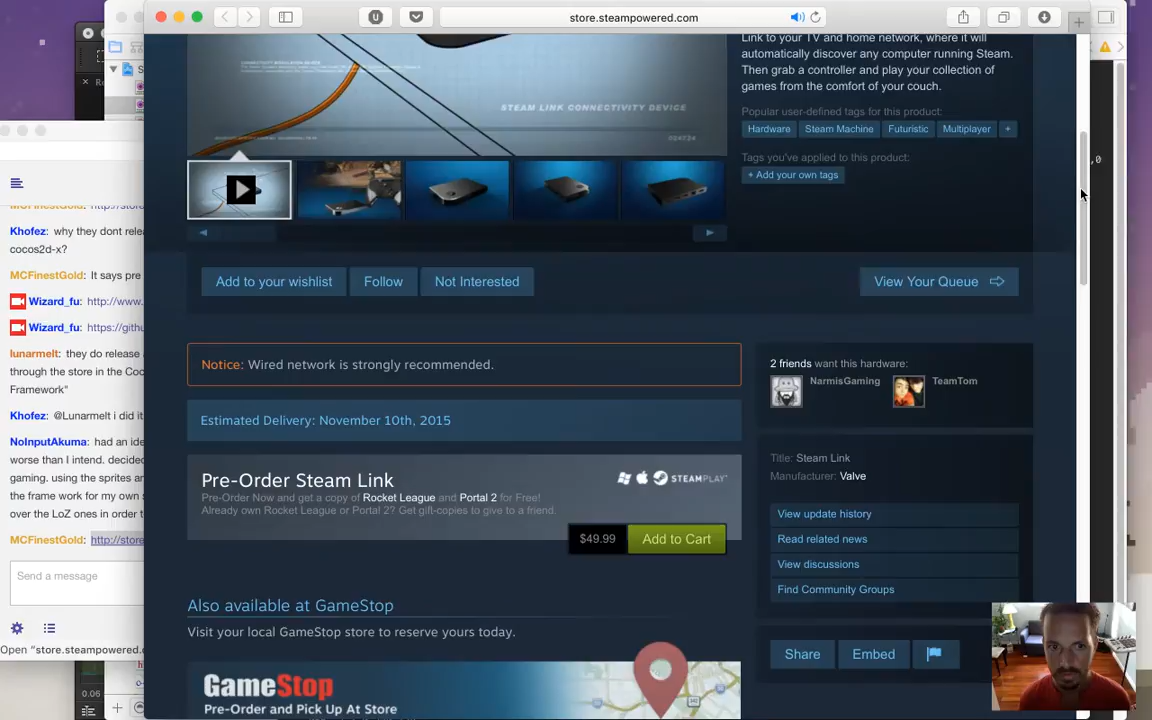 store.steampowered.com
Link to your TV and home network, where it will
automatically discover any computer running Steam.
Then grab a controller and play your collection of
games from the comfort of your couch.
STEAM LINK CONNECTIVITY DEVICE
Popular user-defined tags for this product:
Hardware
Steam Machine
Futuristic
Multiplayer
+
Tags you've applied to this product:
+ Add your own tags
Add to your wishlist
Follow
Not Interested
View Your Queue
Notice: Wired network is strongly recommended.
Estimated Delivery: November 10th, 2015
Pre-Order Steam Link
STEAMPLAY
Pre-Order Now and get a copy of Rocket League and Portal 2 for Free!
Already own Rocket League or Portal 2? Get gift-copies to give to a friend.
$49.99
Add to Cart
Also available at GameStop
Visit your local GameStop store to reserve yours today.
GameStop
Pre-Order and Pick Up At Store
2 friends want this hardware:
NarmisGaming
TeamTom
Title: Steam Link
Manufacturer: Valve
View update history
Read related news
View discussions
Find Community Groups
Share
Embed
Khofez: why they dont
cocos2d-x?
MCFinestGold: It says pre
Wizard_fu: http://www.
Wizard_fu: https://gith
lunarmelt: they do release
through the store in the
Framework"
Khofez: @Lunarmelt i did it
NoInputAkuma: had an
worse than I intend. decided
gaming. using the sprites
the frame work for my own
over the LoZ ones in order
MCFinestGold: http://store
Send a message
0.06